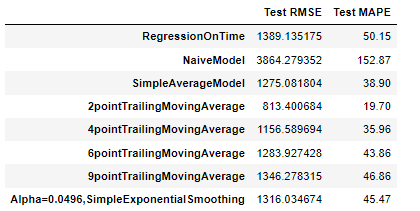 Test RMSE Test MAPE
RegressionOnTime 1389.135175 50.15
NaiveModel 3864.279352 152.87
SimpleAverageModel 1275.081804 38.90
2pointTrailingMovingAverage 813.400684 19.70
4pointTrailingMovingAverage 1156.589694 35.96
6pointTrailingMovingAverage 1283.927428 43.86
9pointTrailingMovingAverage 1346.278315 46.86
Alpha=0.0496,SimpleExponentialSmoothing 1316.034674 45.47